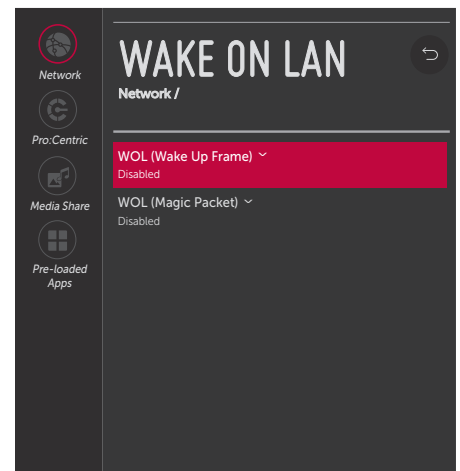 Network
Pro:Centric
Media Share
Pre-loaded
Apps
WAKE ON LAN
Network /
WOL (Wake Up Frame)
Disabled
WOL (Magic Packet)
Disabled